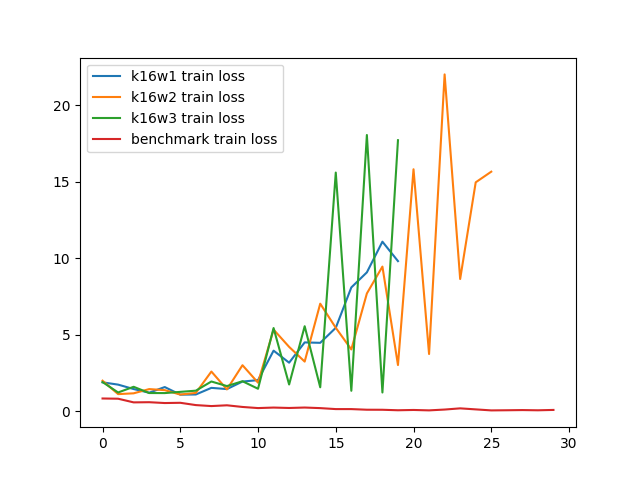 k16w1 train loss
k16w2 train loss
k16w3 train loss
benchmark train loss
20
15
10
5
0
0 5 10 15 20 25 30